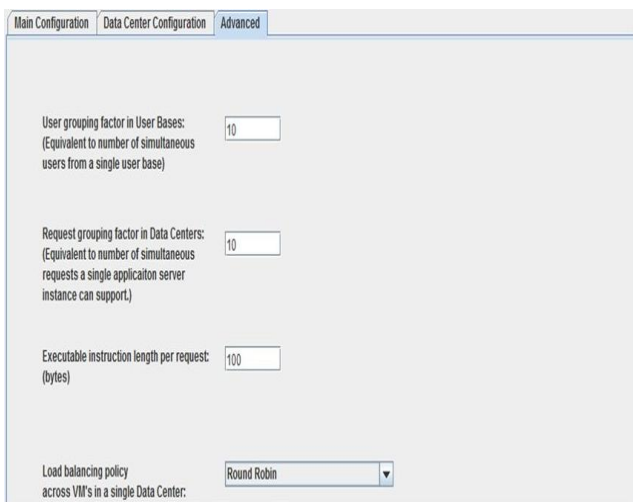 Main Configuration Data Center Configuration Advanced
User grouping factor in User Bases:
(Equivalent to number of simultaneous
users from a single user base)
10
Request grouping factor in Data Centers:
(Equivalent to number of simultaneous
requests a single applicaiton server
instance can support.)
10
Executable instruction length per request:
(bytes)
100
Load balancing policy
across VM's in a single Data Center:
Round Robin